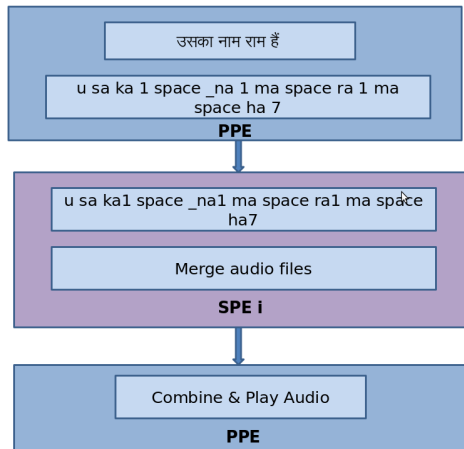 उसका नाम राम हैं
u sa ka 1 space _na 1 ma space ra 1 ma
space ha 7
PPE
u sa ka1 space _na1 ma space ra1 ma space
ha7
Merge audio files
SPE i
Combine & Play Audio
PPE